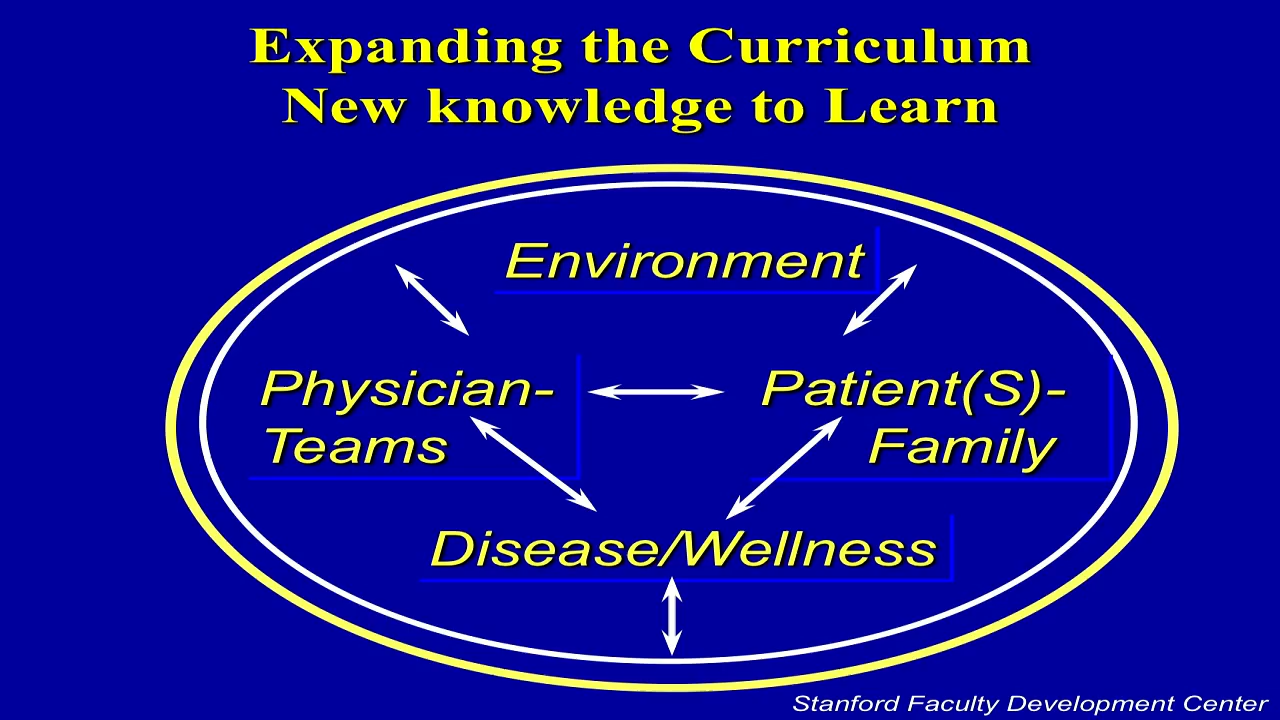 Expanding the Curriculum
New knowledge to Learn
Environment
Physician-
Teams
Patient(S)-
Family
Disease/Wellness
Stanford Faculty Development Center